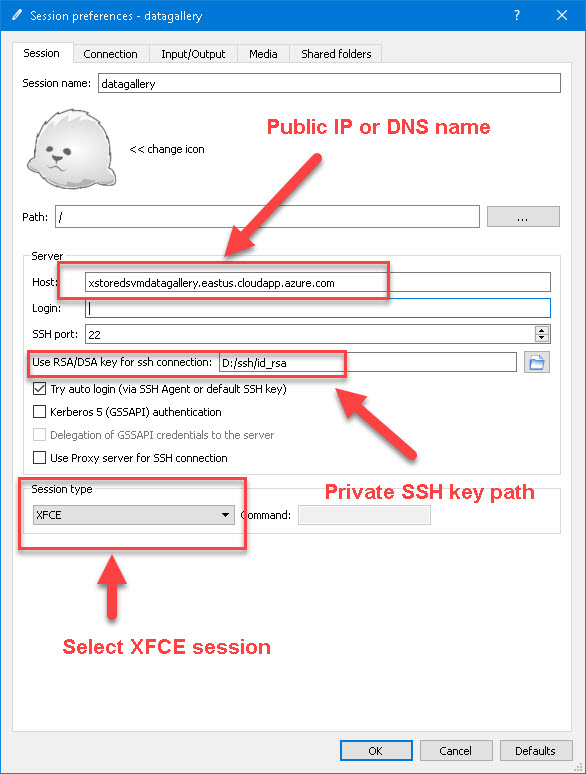 Session preferences - datagallery
?
Session
Connection
Input/Output
Media
Shared folders
Session name:
datagallery
Public IP or DNS name
<< change icon
Path:
/
...
Server
Host:
xstoredsvmdatagallery.eastus.cloudapp.azure.com
Login:
SSH port:
22
Use RSA/DSA key for ssh connection:
D:/ssh/id_rsa
Try auto login (via SSH Agent or default SSH key)
Kerberos 5 (GSSAPI) authentication
Delegation of GSSAPI credentials to the server
Use Proxy server for SSH connection
Private SSH key path
Session type
XFCE
Command:
Select XFCE session
OK
Cancel
Defaults